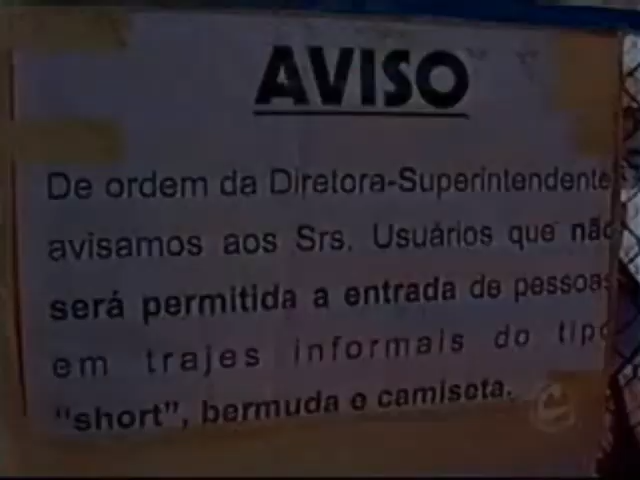 AVISO
De ordem da Diretora-Superintendente
avisamos aos Srs. Usuários que não
será permitida a entrada de pessoas
em trajes informais do tipo
"short", bermuda e camiseta.